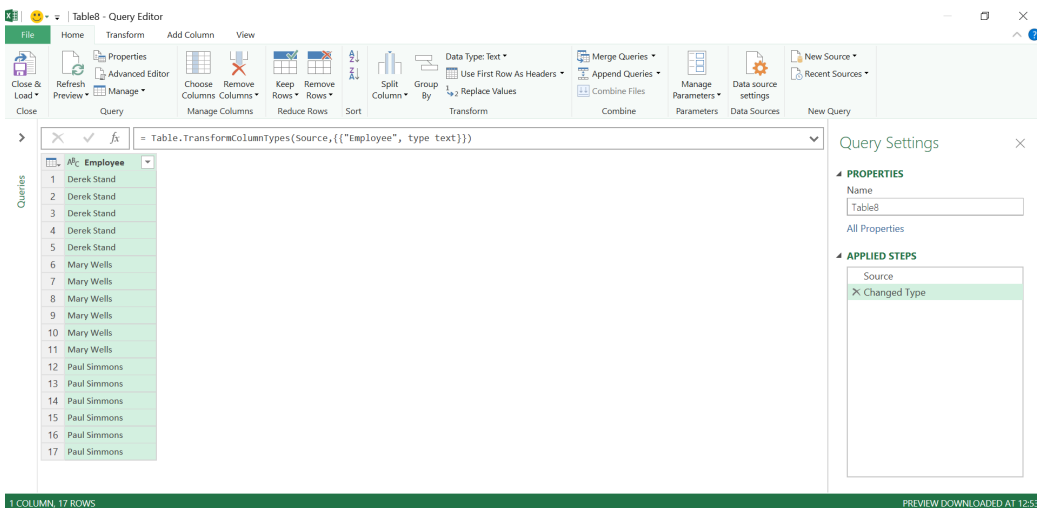 Table8 - Query Editor
File Home Transform Add Column View
Close & Load
Close
Refresh Preview
Properties
Advanced Editor
Manage
Query
Choose Columns
Remove Columns
Manage Columns
Keep Rows
Remove Rows
Reduce Rows
Sort
Split Column
Group By
Data Type: Text
Use First Row As Headers
Replace Values
Transform
Merge Queries
Append Queries
Combine Files
Combine
Manage Parameters
Parameters
Data source settings
Data Sources
New Source
Recent Sources
New Query
fx = Table.TransformColumnTypes(Source,{{"Employee", type text}})
Queries
ABC Employee
1 Derek Stand
2 Derek Stand
3 Derek Stand
4 Derek Stand
5 Derek Stand
6 Mary Wells
7 Mary Wells
8 Mary Wells
9 Mary Wells
10 Mary Wells
11 Mary Wells
12 Paul Simmons
13 Paul Simmons
14 Paul Simmons
15 Paul Simmons
16 Paul Simmons
17 Paul Simmons
Query Settings
PROPERTIES
Name
Table8
All Properties
APPLIED STEPS
Source
Changed Type
1 COLUMN, 17 ROWS
PREVIEW DOWNLOADED AT 12:53